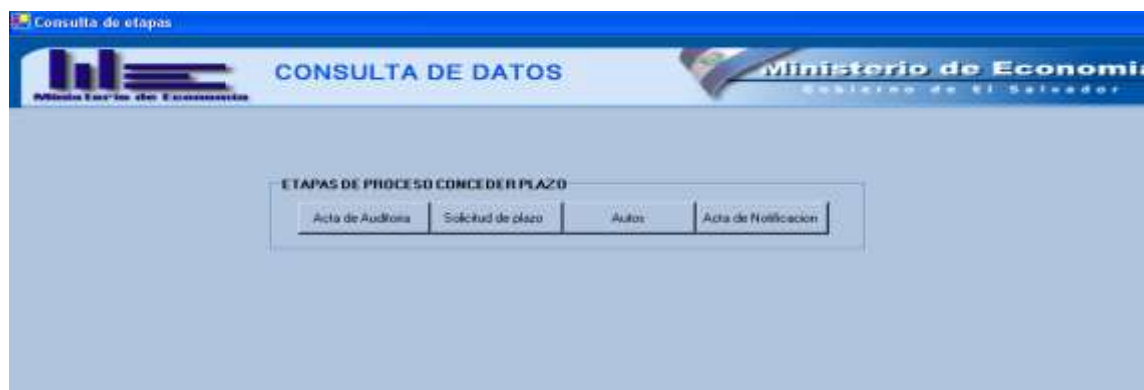 Consulta de etapas
Ministerio de Economia
CONSULTA DE DATOS
Ministerio de Economi
Gobierno de El Salvador
ETAPAS DE PROCESO CONCEDER PLAZO
Acta de Auditoria
Solicitud de plazo
Autos
Acta de Notificacion